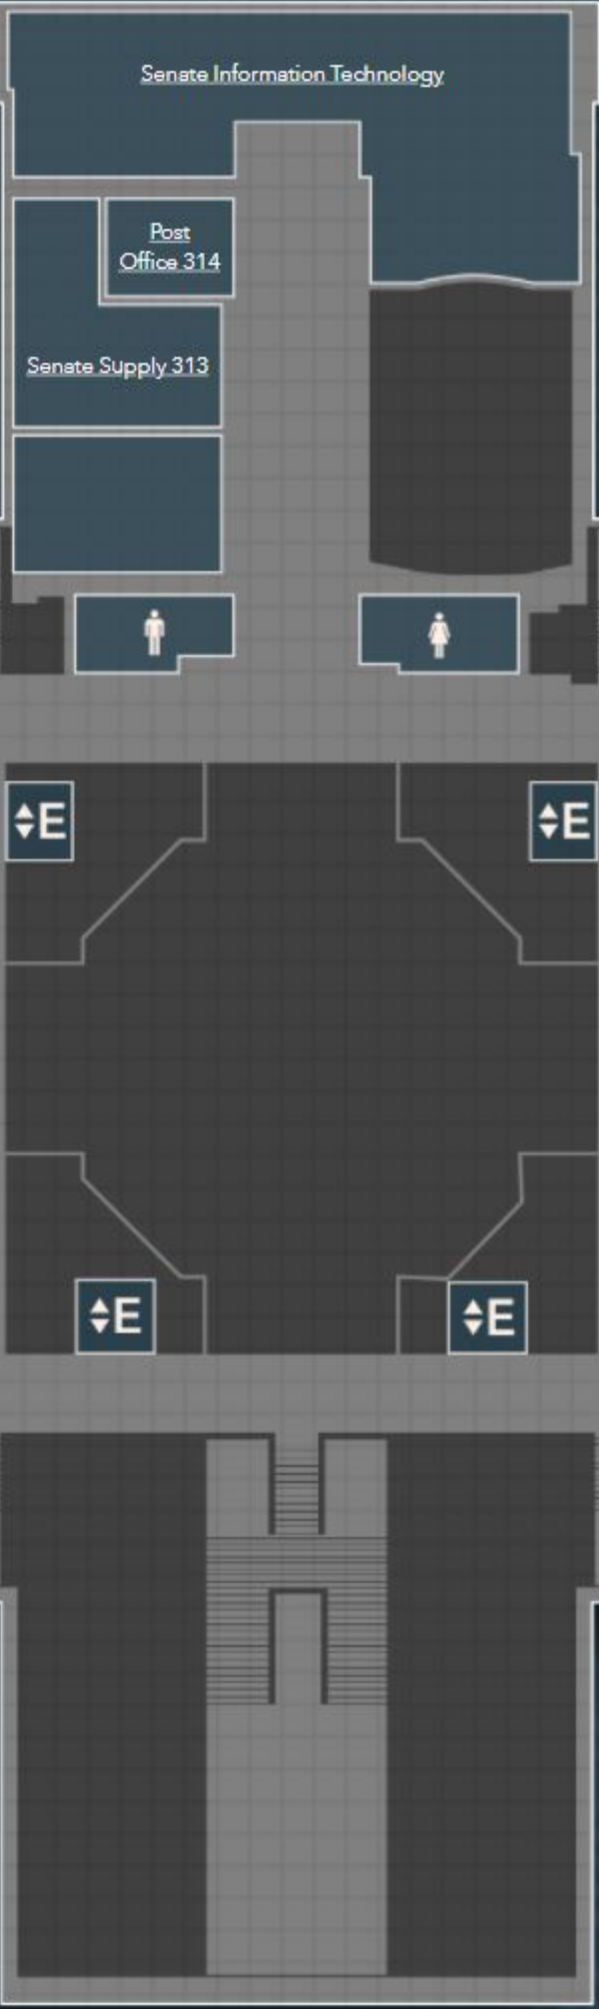 Senate Information Technology
Post
Office 314
Senate Supply 313
E
E
E
E